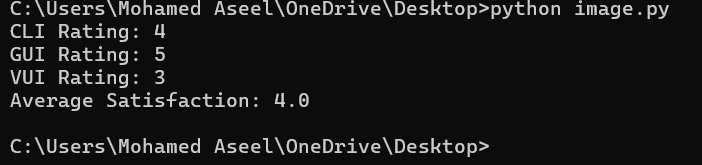 C:\Users\Mohamed Aseel\OneDrive\Desktop>python image.py
CLI Rating: 4
GUI Rating: 5
VUI Rating: 3
Average Satisfaction: 4.0
C:\Users\Mohamed Aseel\OneDrive\Desktop>